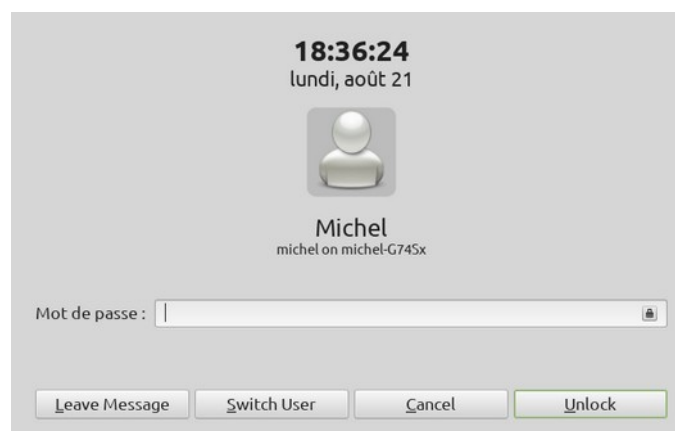 18:36:24
lundi, août 21
Michel
michel on michel-G74Sx
Mot de passe :
Leave Message Switch User Cancel Unlock